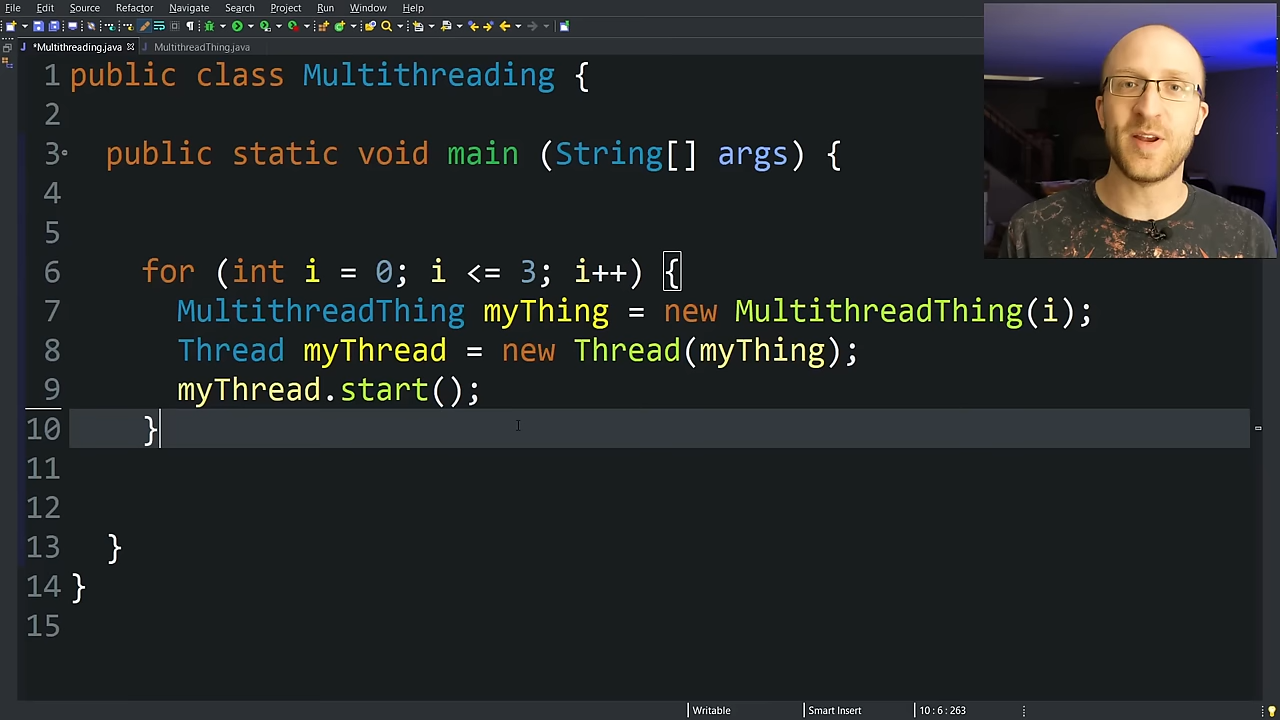 File Edit Source Refactor Navigate Search Project Run Window Help
*Multithreading.java MultithreadThing.java
1 public class Multithreading {
2
3 public static void main (String[] args) {
4
5
6 for (int i = 0; i <= 3; i++) {
7 MultithreadThing myThing = new MultithreadThing(i);
8 Thread myThread = new Thread(myThing);
9 myThread.start();
10 }
11
12
13 }
14 }
15
Writable Smart Insert 10 : 6 : 263